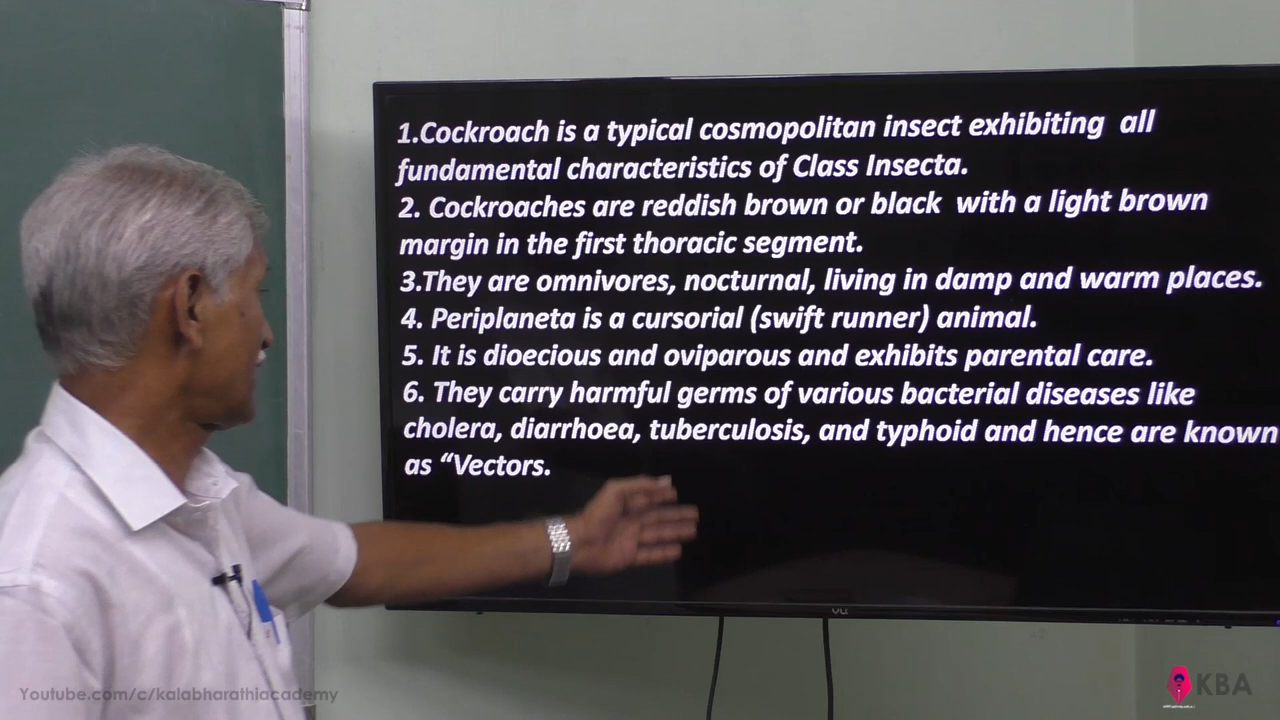 1.Cockroach is a typical cosmopolitan insect exhibiting all
fundamental characteristics of Class Insecta.
2. Cockroaches are reddish brown or black with a light brown
margin in the first thoracic segment.
3.They are omnivores, nocturnal, living in damp and warm places.
4. Periplaneta is a cursorial (swift runner) animal.
5. It is dioecious and oviparous and exhibits parental care.
6. They carry harmful germs of various bacterial diseases like
cholera, diarrhoea, tuberculosis, and typhoid and hence are known
as “Vectors.
Vu
Youtube.com/c/kalabharathiacademy
KBA